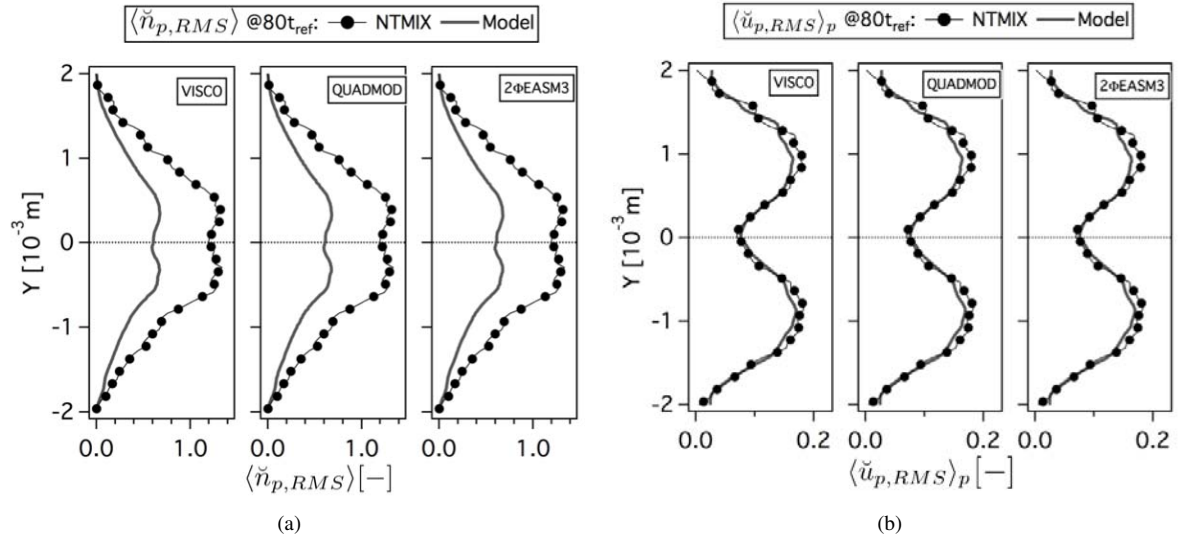 ⟨n̆p,RMS⟩ @80tref: NTMIX Model
VISCO QUADMOD 2ΦEASM3
2
1
0
-1
-2
Y [10-3m]
0.0 1.0 0.0 1.0 0.0 1.0
⟨n̆p,RMS⟩[−]
(a)
⟨ŭp,RMS⟩p @80tref: NTMIX Model
VISCO QUADMOD 2ΦEASM3
2
1
0
-1
-2
Y [10-3m]
0.0 0.2 0.0 0.2 0.0 0.2
⟨ŭp,RMS⟩p[−]
(b)